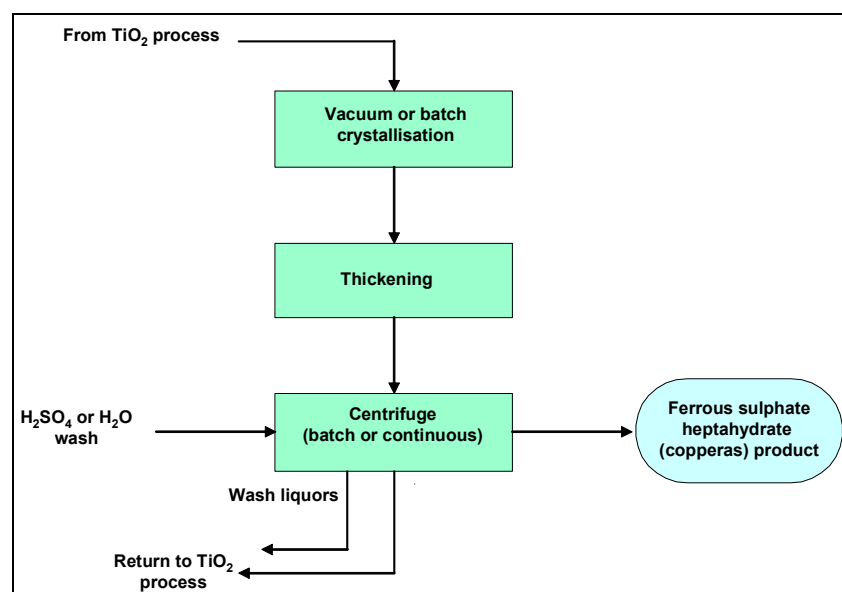 From TiO₂ process
Vacuum or batch
crystallisation
Thickening
H₂SO₄ or H₂O
wash
Centrifuge
(batch or continuous)
Ferrous sulphate
heptahydrate
(copperas) product
Wash liquors
Return to TiO₂
process